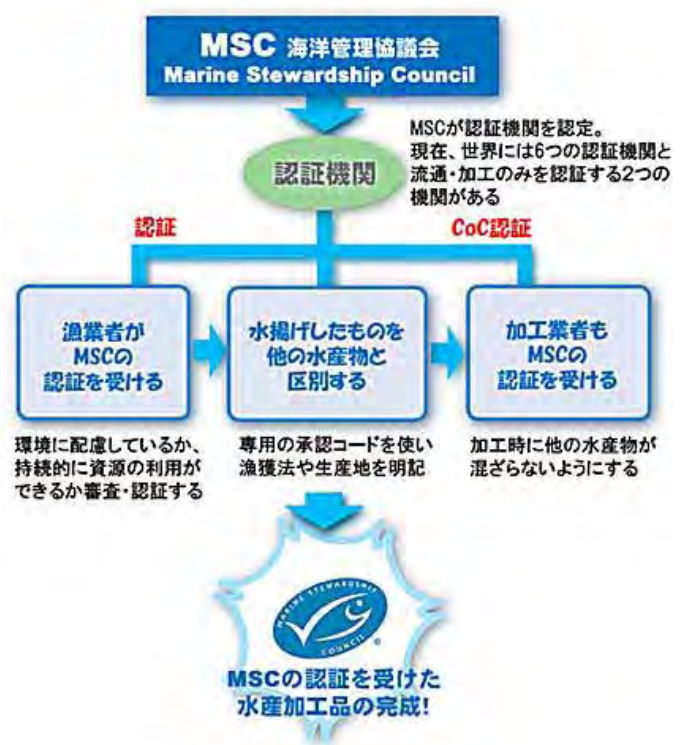 MSC 海洋管理協議会
Marine Stewardship Council
MSCが認証機関を認定。
現在、世界には6つの認証機関と
流通・加工のみを認証する2つの
機関がある
認証機関
認証
CoC認証
漁業者が
MSCの
認証を受ける
水揚げしたものを
他の水産物と
区別する
加工業者も
MSCの
認証を受ける
環境に配慮しているか、
持続的に資源の利用が
できるか審査・認証する
専用の承認コードを使い
漁獲法や生産地を明記
加工時に他の水産物が
混ざらないようにする
MARINE STEWARDSHIP
COUNCIL
MSCの認証を受けた
水産加工品の完成!